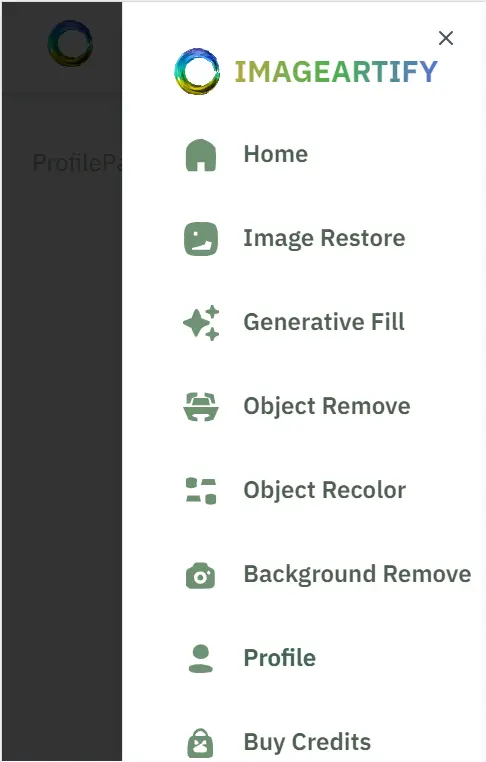 IMAGEARTIFY
ProfilePa
Home
Image Restore
Generative Fill
Object Remove
Object Recolor
Background Remove
Profile
Buy Credits